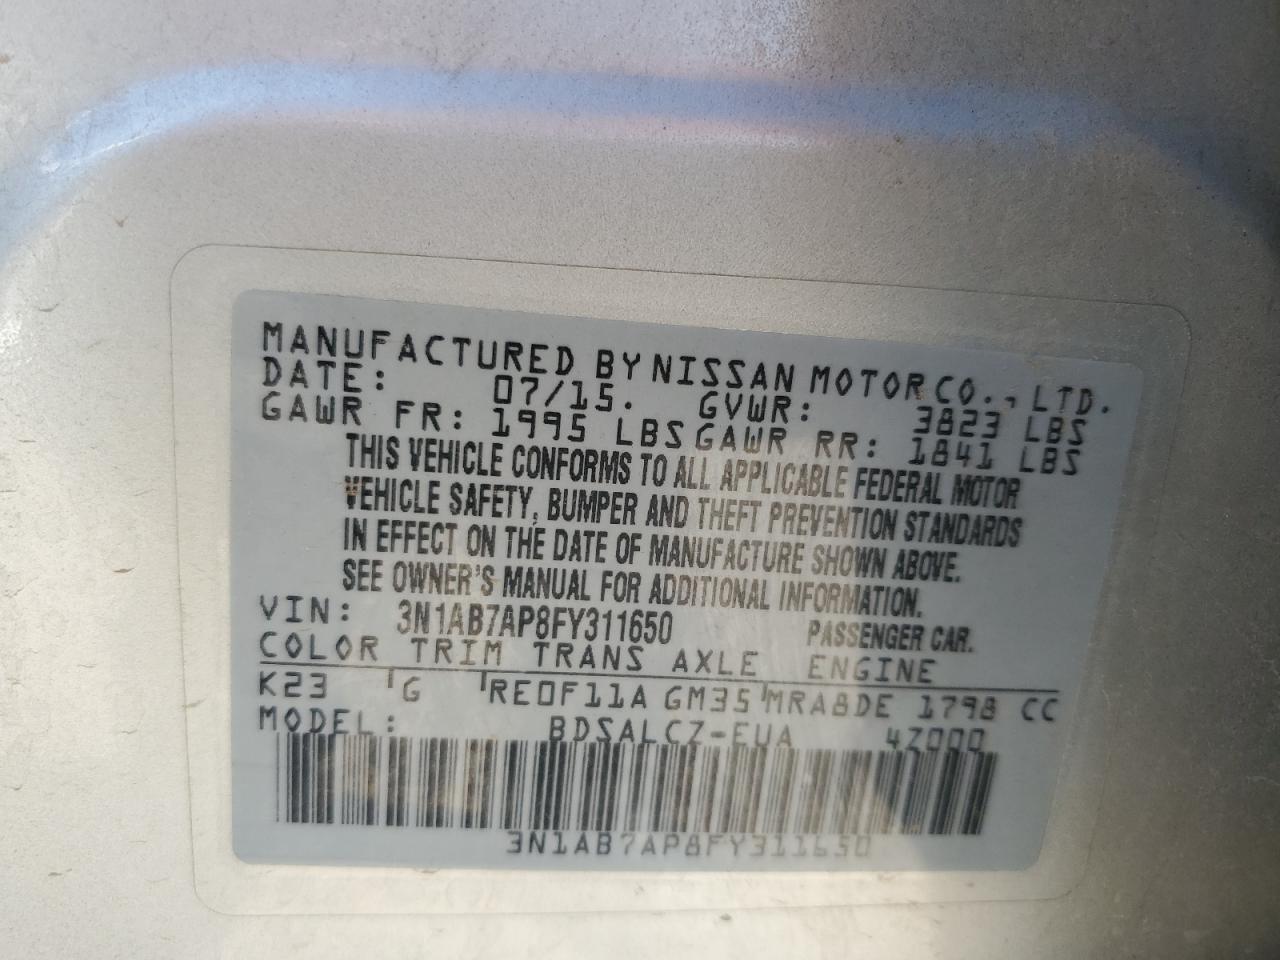 MANUFACTURED BY NISSAN MOTOR CO., LTD.
DATE: 07/15. GVWR: 3823 LBS
GAWR FR: 1995 LBS GAWR RR: 1841 LBS
THIS VEHICLE CONFORMS TO ALL APPLICABLE FEDERAL MOTOR
VEHICLE SAFETY, BUMPER AND THEFT PREVENTION STANDARDS
IN EFFECT ON THE DATE OF MANUFACTURE SHOWN ABOVE.
SEE OWNER'S MANUAL FOR ADDITIONAL INFORMATION.
VIN: 3N1AB7AP8FY311650 PASSENGER CAR.
COLOR TRIM TRANS AXLE ENGINE
K23 G RE0F11A GM35 MRA8DE 1798 CC
MODEL: BDSALCZ-EUA 4Z000
3N1AB7AP8FY311650